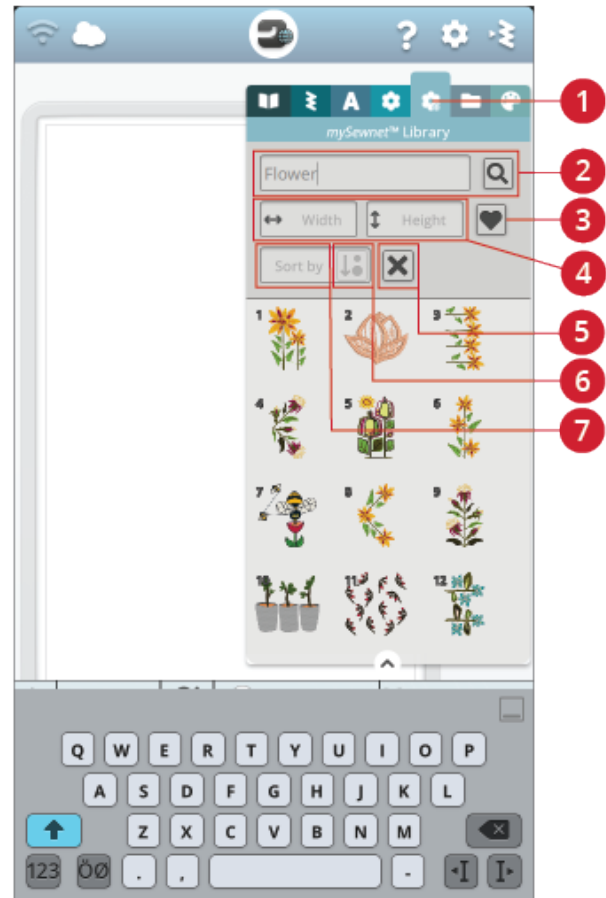 ?
A
1
mySewnet™ Library
Flower
2
Width Height
3
4
Sort by
5
6
7
1 2 3
4 5 6
7 8 9
10 11 12
Q W E R T Y U I O P
A S D F G H J K L
Z X C V B N M
123 ÖØ . , -